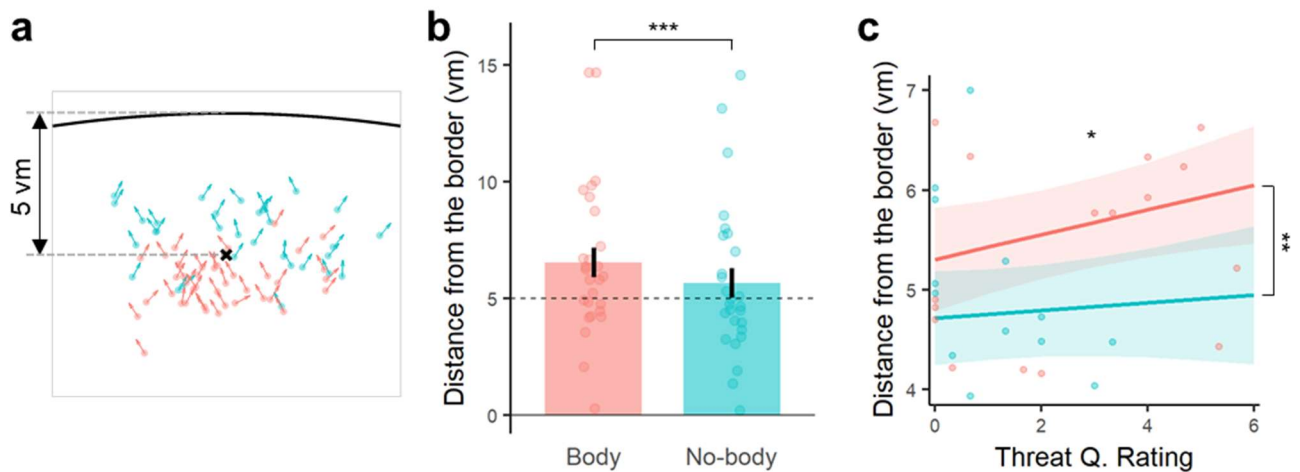 a
5 vm
b
Distance from the border (vm)
15
10
5
0
***
Body
No-body
c
Distance from the border (vm)
7
6
5
4
*
**
0
2
4
6
Threat Q. Rating